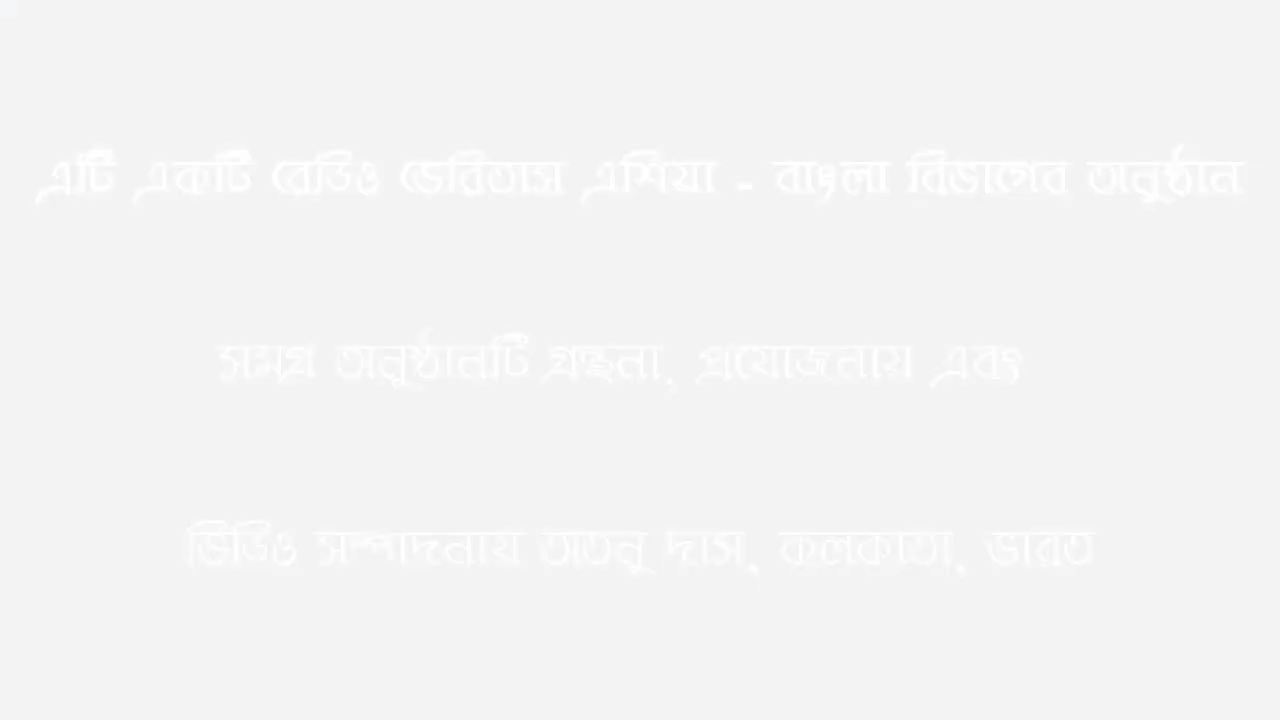 এটি একটি রেডিও ভেরিতাস এশিয়া - বাংলা বিভাগের অনুষ্ঠান
সমগ্র অনুষ্ঠানটি গ্রন্থনা, প্রযোজনায় এবং
ভিডিও সম্পাদনায় অতনু দাস, কলকাতা, ভারত